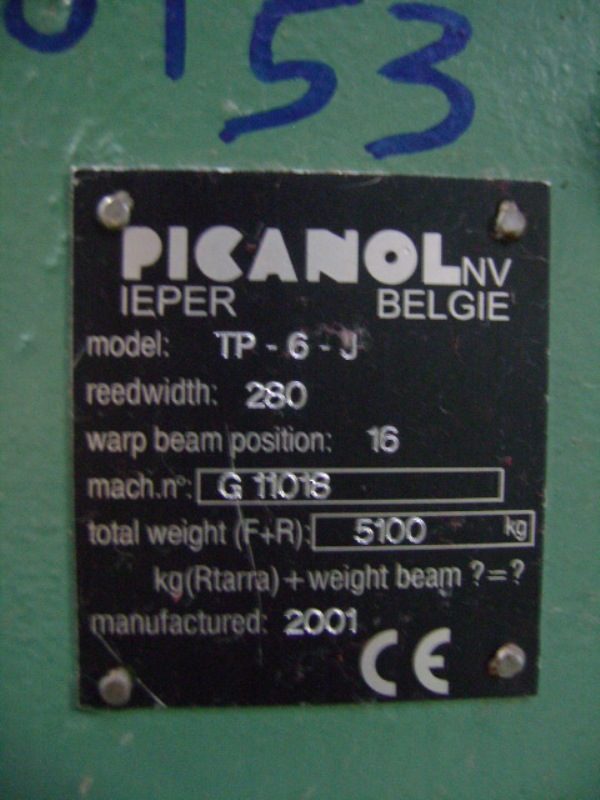 0153
PICANOL NV
IEPER BELGIE
model: TP - 6 - J
reedwidth: 280
warp beam position: 16
mach.n°: G 11018
total weight (F+R): 5100 kg
kg(Rtarra) + weight beam ? = ?
manufactured: 2001
CE